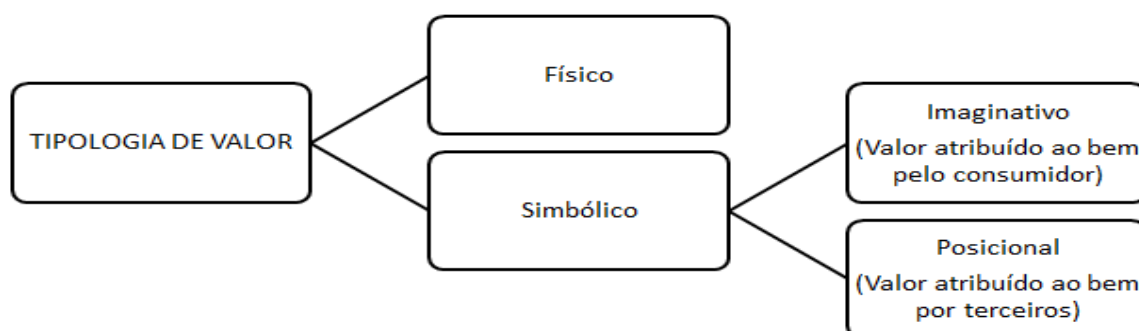 TIPOLOGIA DE VALOR
Físico
Simbólico
Imaginativo
(Valor atribuído ao bem
pelo consumidor)
Posicional
(Valor atribuído ao bem
por terceiros)